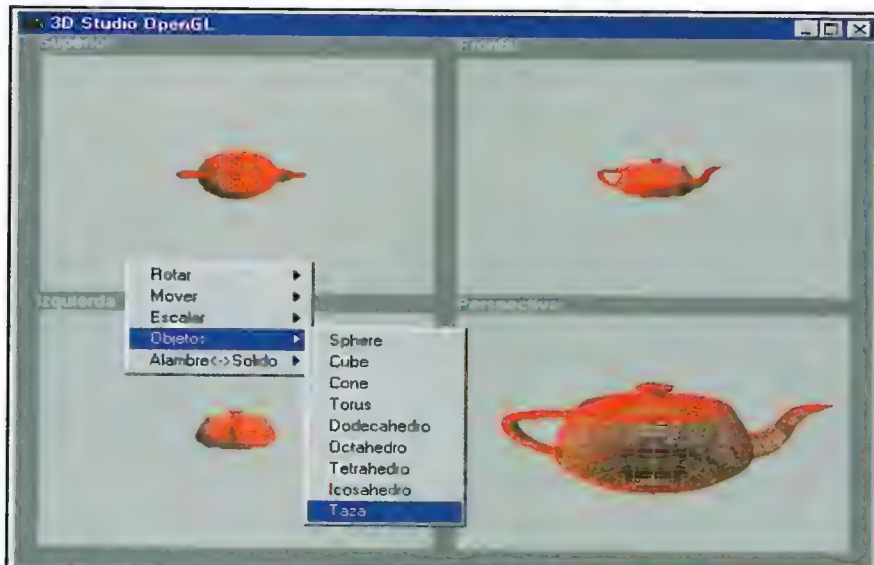 3D Studio OpenGL
Superior
Frontal
Rotar
Mover
Escalar
Objetos
Alambre<->Solido
Izquierda
Perspectiva
Sphere
Cube
Cone
Torus
Dodecahedro
Octahedro
Tetrahedro
Icosahedro
Taza